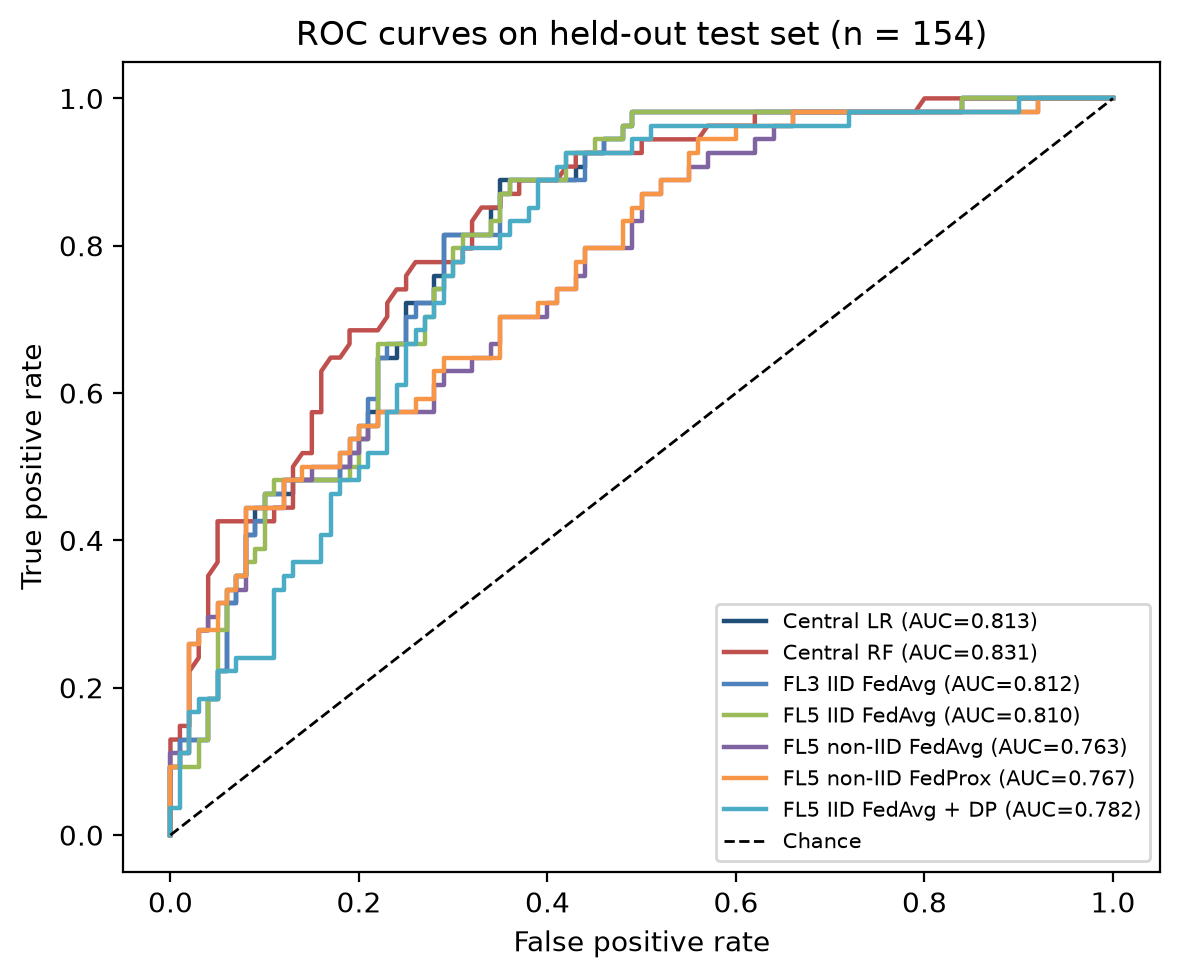 ROC curves on held-out test set (n = 154)
1.0
0.8
0.6
0.4
0.2
0.0
True positive rate
Central LR (AUC=0.813)
Central RF (AUC=0.831)
FL3 IID FedAvg (AUC=0.812)
FL5 IID FedAvg (AUC=0.810)
FL5 non-IID FedAvg (AUC=0.763)
FL5 non-IID FedProx (AUC=0.767)
FL5 IID FedAvg + DP (AUC=0.782)
Chance
0.0 0.2 0.4 0.6 0.8 1.0
False positive rate